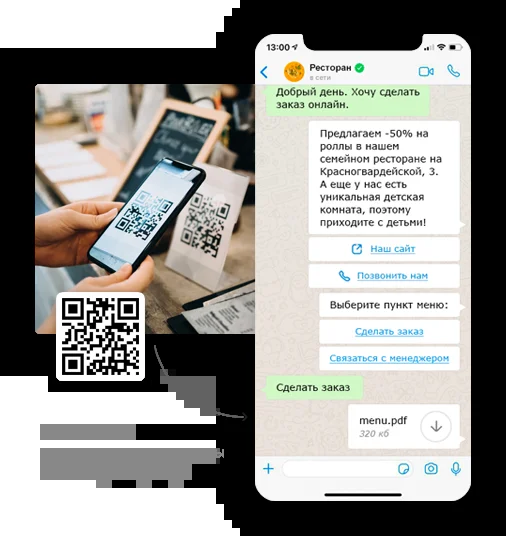 13:00
Ресторан
в сети
Добрый день. Хочу сделать
заказ онлайн.
Предлагаем -50% на
роллы в нашем
семейном ресторане на
Красногвардейской, 3.
А еще у нас есть
уникальная детская
комната, поэтому
приходите с детьми!
Наш сайт
Позвонить нам
Выберите пункт меню:
Сделать заказ
Связаться с менеджером
Сделать заказ
menu.pdf
320 кб